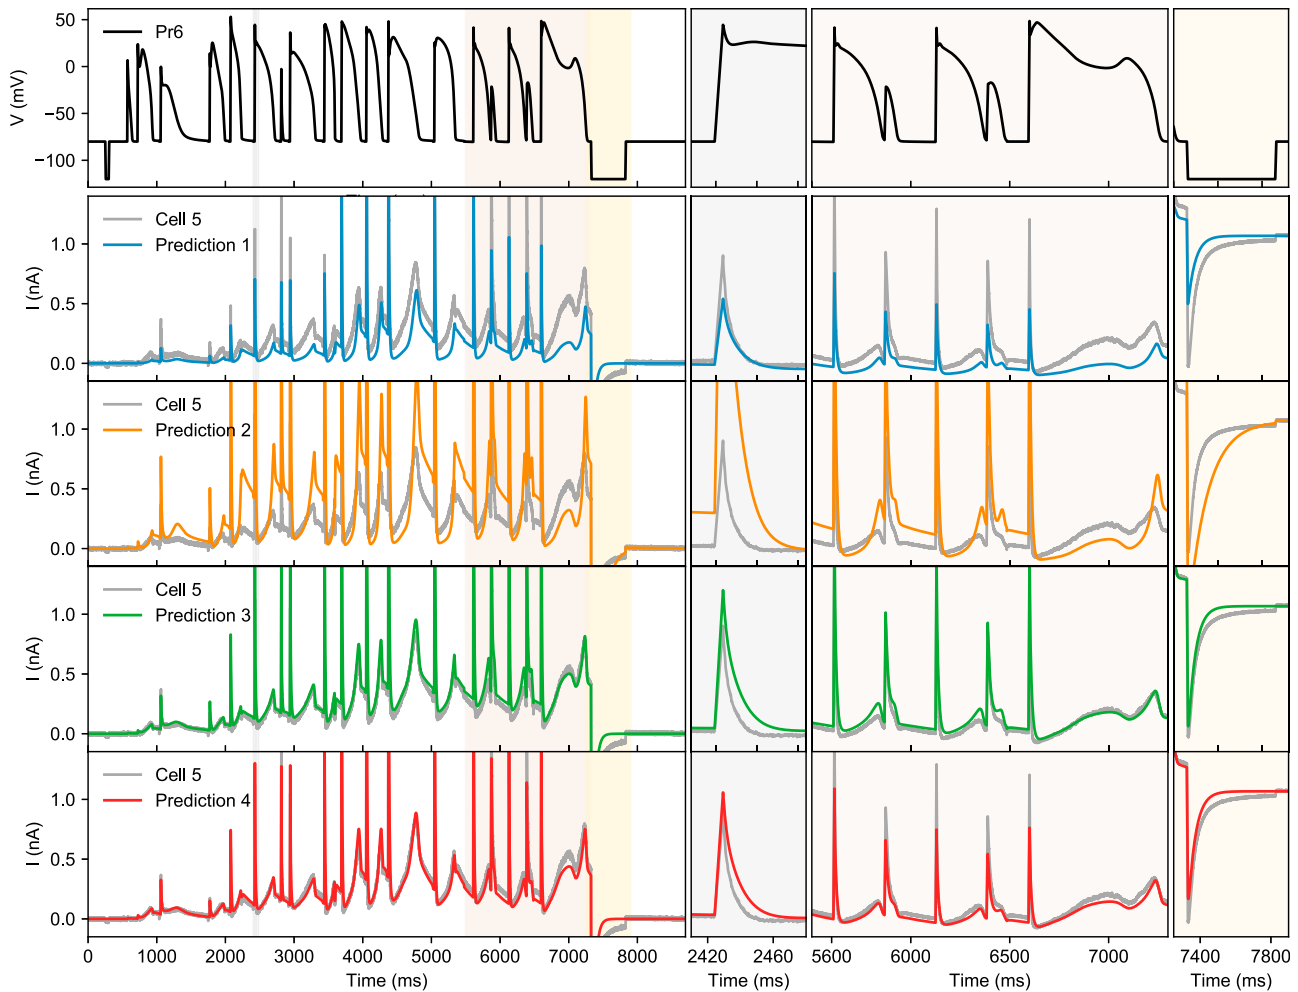 50
0
−50
−100
V (mV)
Pr6
1.0
0.5
0.0
I (nA)
Cell 5
Prediction 1
1.0
0.5
0.0
I (nA)
Cell 5
Prediction 2
1.0
0.5
0.0
I (nA)
Cell 5
Prediction 3
1.0
0.5
0.0
I (nA)
Cell 5
Prediction 4
0 1000 2000 3000 4000 5000 6000 7000 8000
2420 2460
5600 6000 6500 7000
7400 7800
Time (ms)
Time (ms)
Time (ms)
Time (ms)